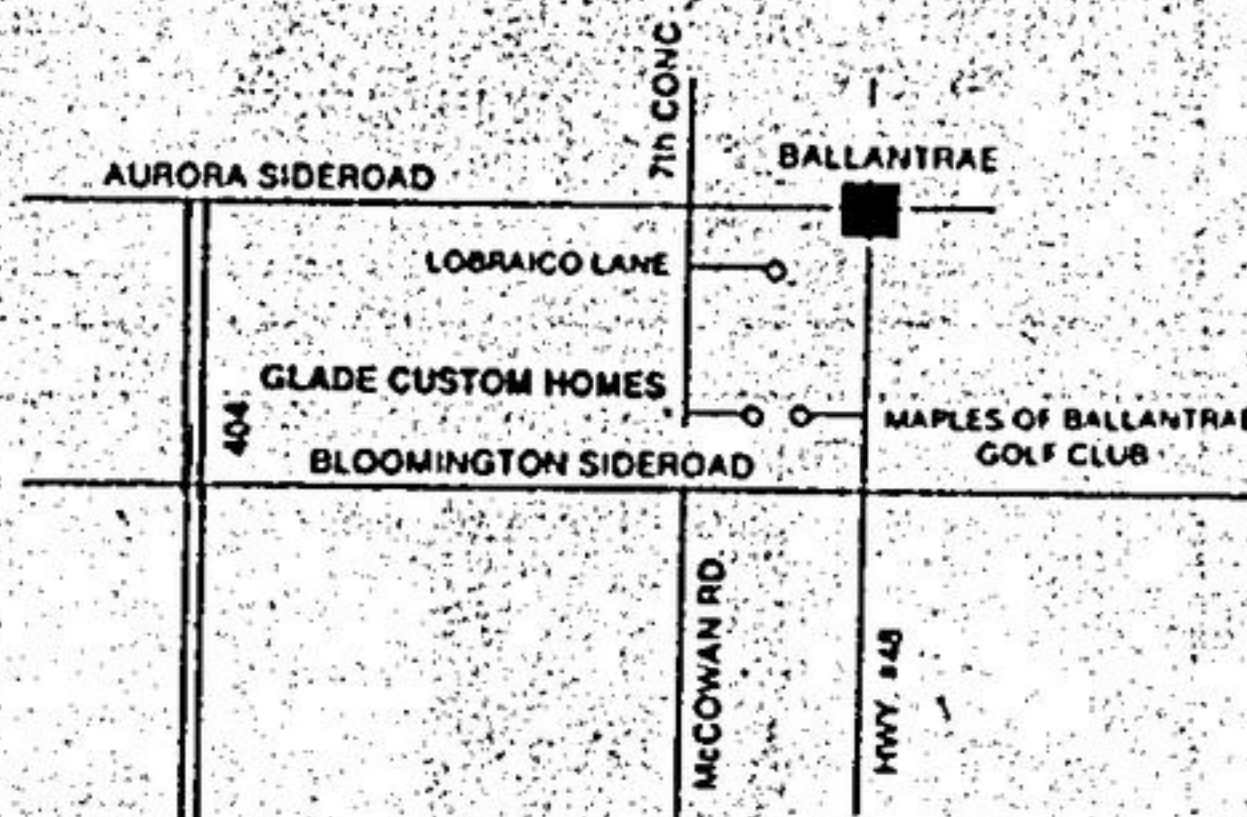 7th CONC
BALLANTRAE
AURORA SIDEROAD
LOBRAICO LANE
GLADE CUSTOM HOMES
404
MAPLES OF BALLANTRAE
GOLF CLUB
BLOOMINGTON SIDEROAD
McCOWAN RD.
HWY. #48